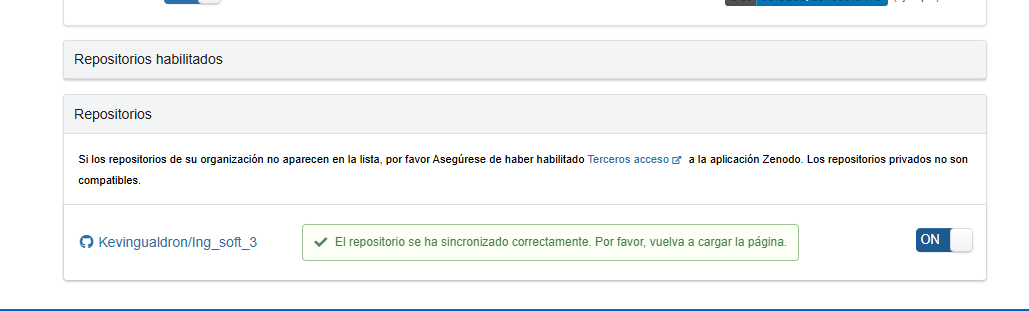 Repositorios habilitados
Repositorios
Si los repositorios de su organización no aparecen en la lista, por favor Asegúrese de haber habilitado Terceros acceso a la aplicación Zenodo. Los repositorios privados no son
compatibles.
Kevingualdron/Ing_soft_3
El repositorio se ha sincronizado correctamente. Por favor, vuelva a cargar la página.
ON